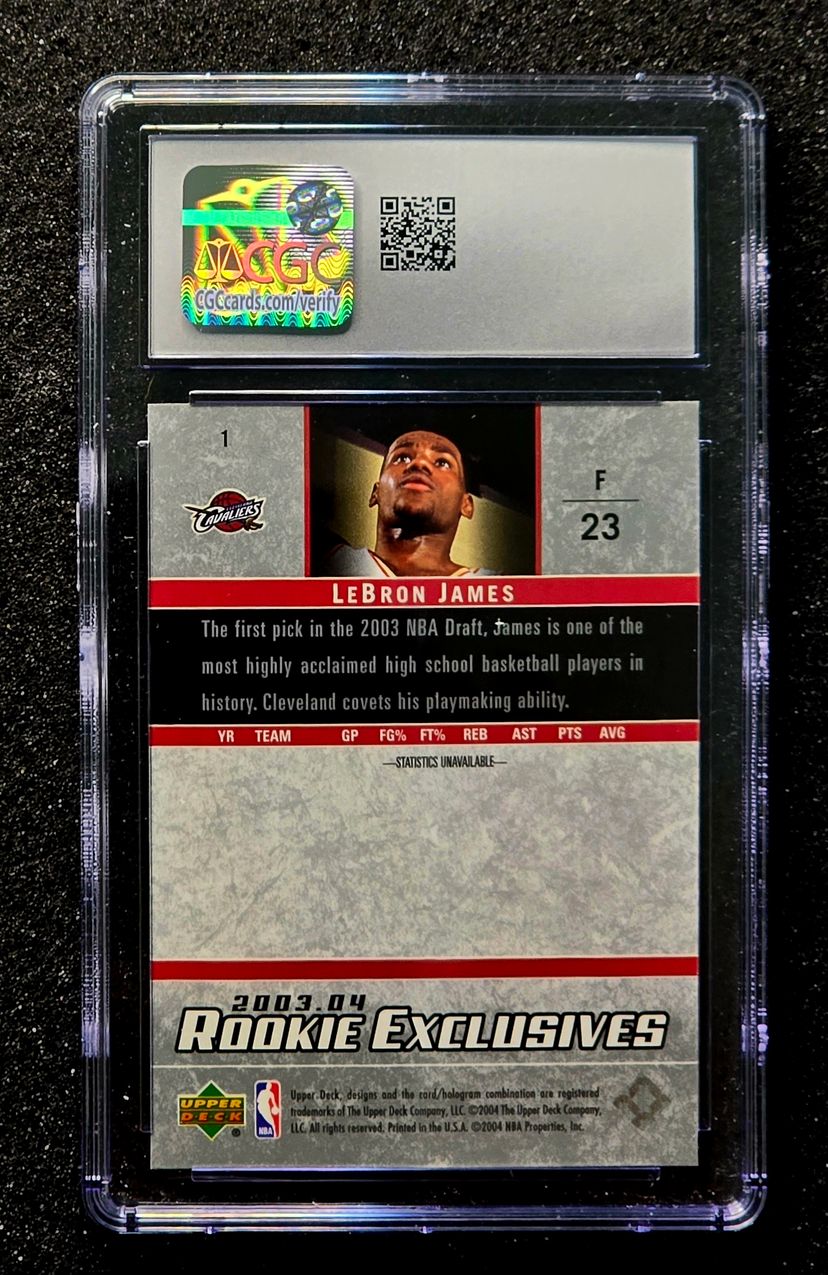 CGC
CGCcards.com/verify
1
CLEVELAND
CAVALIERS
F
23
LEBRON JAMES
The first pick in the 2003 NBA Draft, James is one of the
most highly acclaimed high school basketball players in
history. Cleveland covets his playmaking ability.
YR TEAM GP FG% FT% REB AST PTS AVG
—STATISTICS UNAVAILABLE—
2003.04
ROOKIE EXCLUSIVES
UPPER
DECK
®
NBA
Upper Deck, designs and the card/hologram combination are registered
trademarks of The Upper Deck Company, LLC. ©2004 The Upper Deck Company,
LLC. All rights reserved. Printed in the U.S.A. ©2004 NBA Properties, Inc.